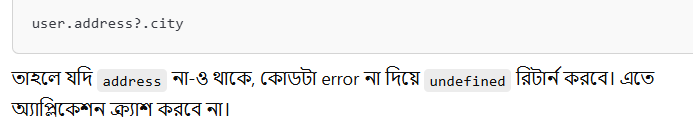 user.address?.city
তাহলে যদি address না-ও থাকে, কোডটা error না দিয়ে undefined রিটার্ন করবে। এতে
অ্যাপ্লিকেশন ক্র্যাশ করবে না।